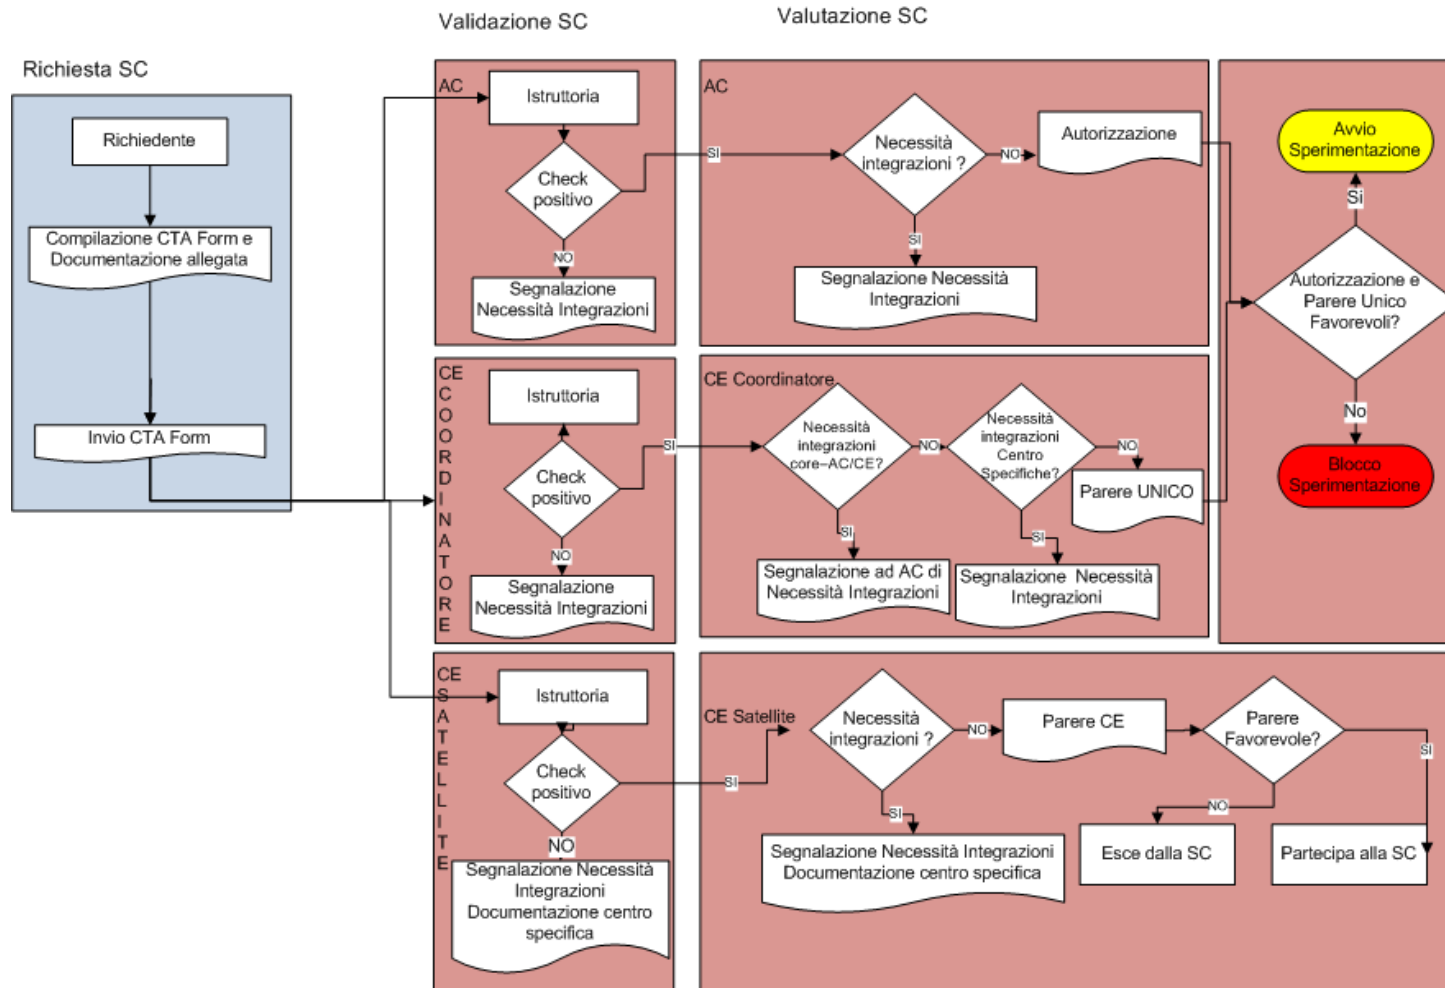 Richiesta SC
Validazione SC
Valutazione SC
Richiedente
Compilazione CTA Form e
Documentazione allegata
Invio CTA Form
AC
Istruttoria
Check
positivo
SI
NO
Segnalazione
Necessità Integrazioni
AC
Necessità
integrazioni ?
NO
Autorizzazione
SI
Segnalazione Necessità
Integrazioni
Avvio
Sperimentazione
Si
Autorizzazione e
Parere Unico
Favorevoli?
No
Blocco
Sperimentazione
CE
COORDINATORE
Istruttoria
Check
positivo
SI
NO
Segnalazione
Necessità Integrazioni
CE Coordinatore
Necessità
integrazioni
core–AC/CE?
NO
Necessità
integrazioni
Centro
Specifiche?
NO
Parere UNICO
SI
Segnalazione ad AC di
Necessità Integrazioni
SI
Segnalazione Necessità
Integrazioni
CE
SATELLITE
Istruttoria
Check
positivo
SI
NO
Segnalazione Necessità
Integrazioni
Documentazione centro
specifica
CE Satellite
Necessità
integrazioni ?
NO
Parere CE
Parere
Favorevole?
SI
SI
Segnalazione Necessità Integrazioni
Documentazione centro specifica
NO
Esce dalla SC
Partecipa alla SC